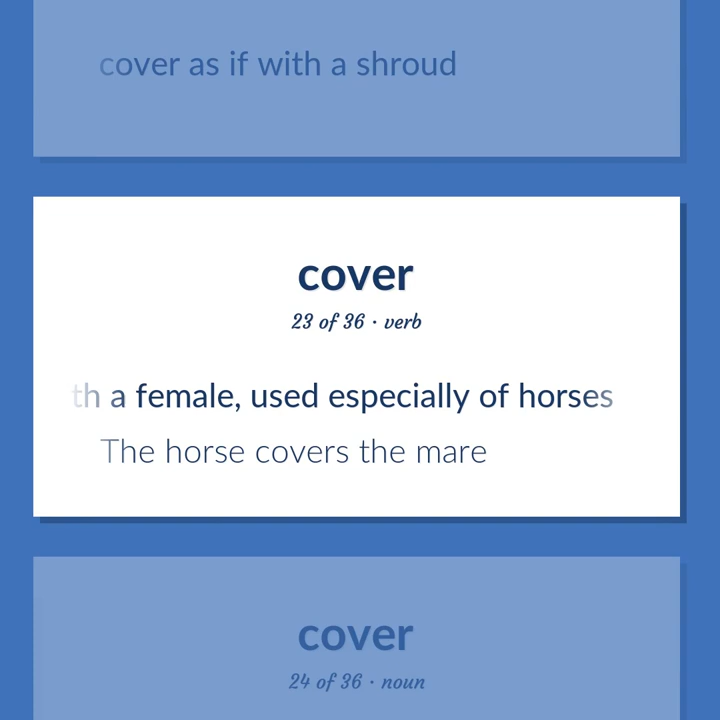 cover as if with a shroud
cover
23 of 36 · verb
th a female, used especially of horses
The horse covers the mare
cover
24 of 36 · noun